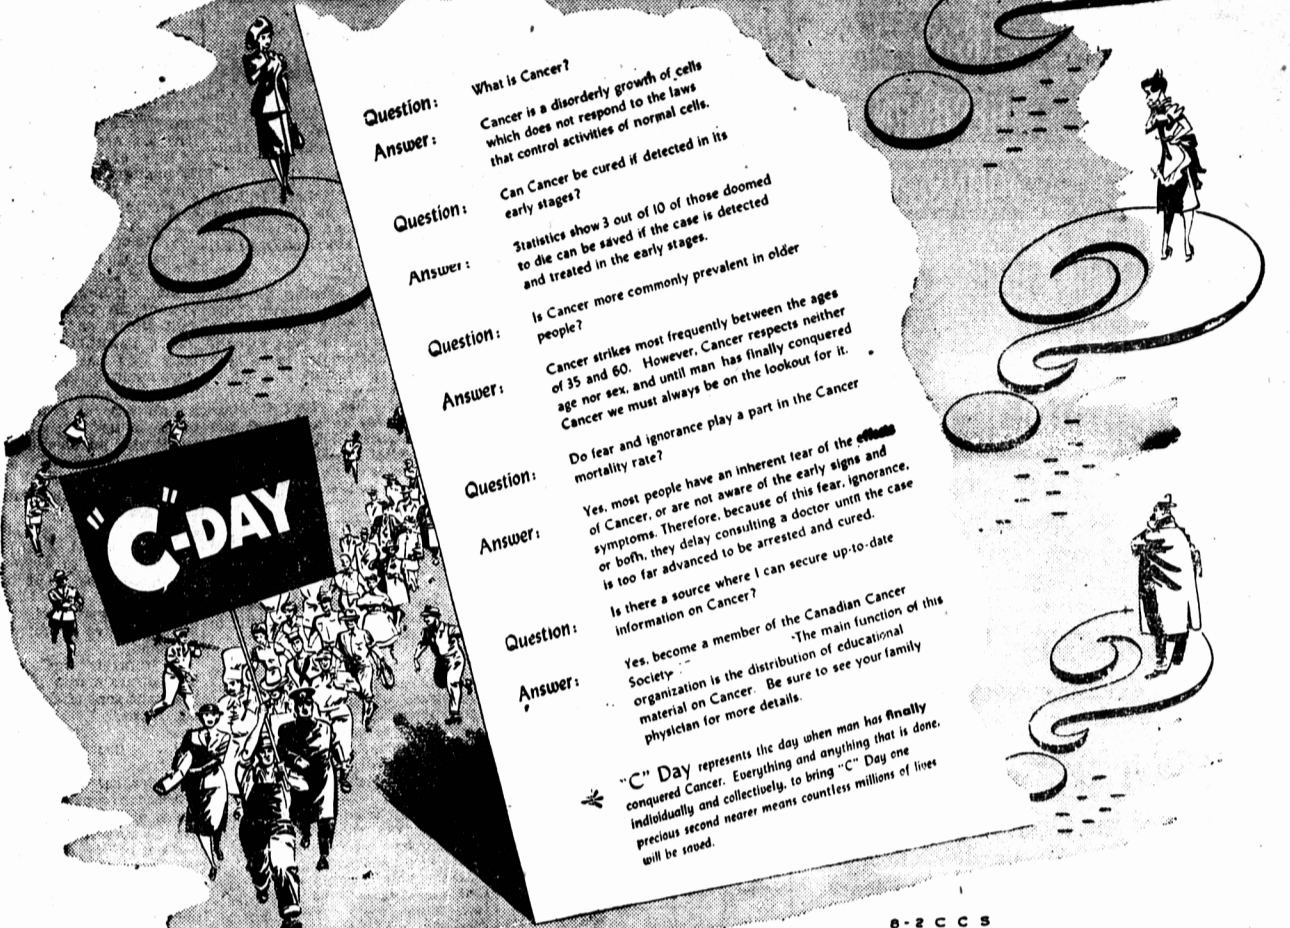 "C"-DAY
Question: What is Cancer?
Answer: Cancer is a disorderly growth of cells
which does not respond to the laws
that control activities of normal cells.
Question: Can Cancer be cured if detected in its
early stages?
Answer: Statistics show 3 out of 10 of those doomed
to die can be saved if the case is detected
and treated in the early stages.
Question: Is Cancer more commonly prevalent in older
people?
Answer: Cancer strikes most frequently between the ages
of 35 and 60. However, Cancer respects neither
age nor sex, and until man has finally conquered
Cancer we must always be on the lookout for it.
Question: Do fear and ignorance play a part in the Cancer
mortality rate?
Answer: Yes, most people have an inherent fear of the effects
of Cancer, or are not aware of the early signs and
symptoms. Therefore, because of this fear, ignorance,
or both, they delay consulting a doctor until the case
is too far advanced to be arrested and cured.
Question: Is there a source where I can secure up-to-date
information on Cancer?
Answer: Yes, become a member of the Canadian Cancer
Society. The main function of this
organization is the distribution of educational
material on Cancer. Be sure to see your family
physician for more details.
"C" Day represents the day when man has finally
conquered Cancer. Everything and anything that is done,
individually and collectively, to bring "C" Day one
precious second nearer means countless millions of lives
will be saved.
8-2 C C S